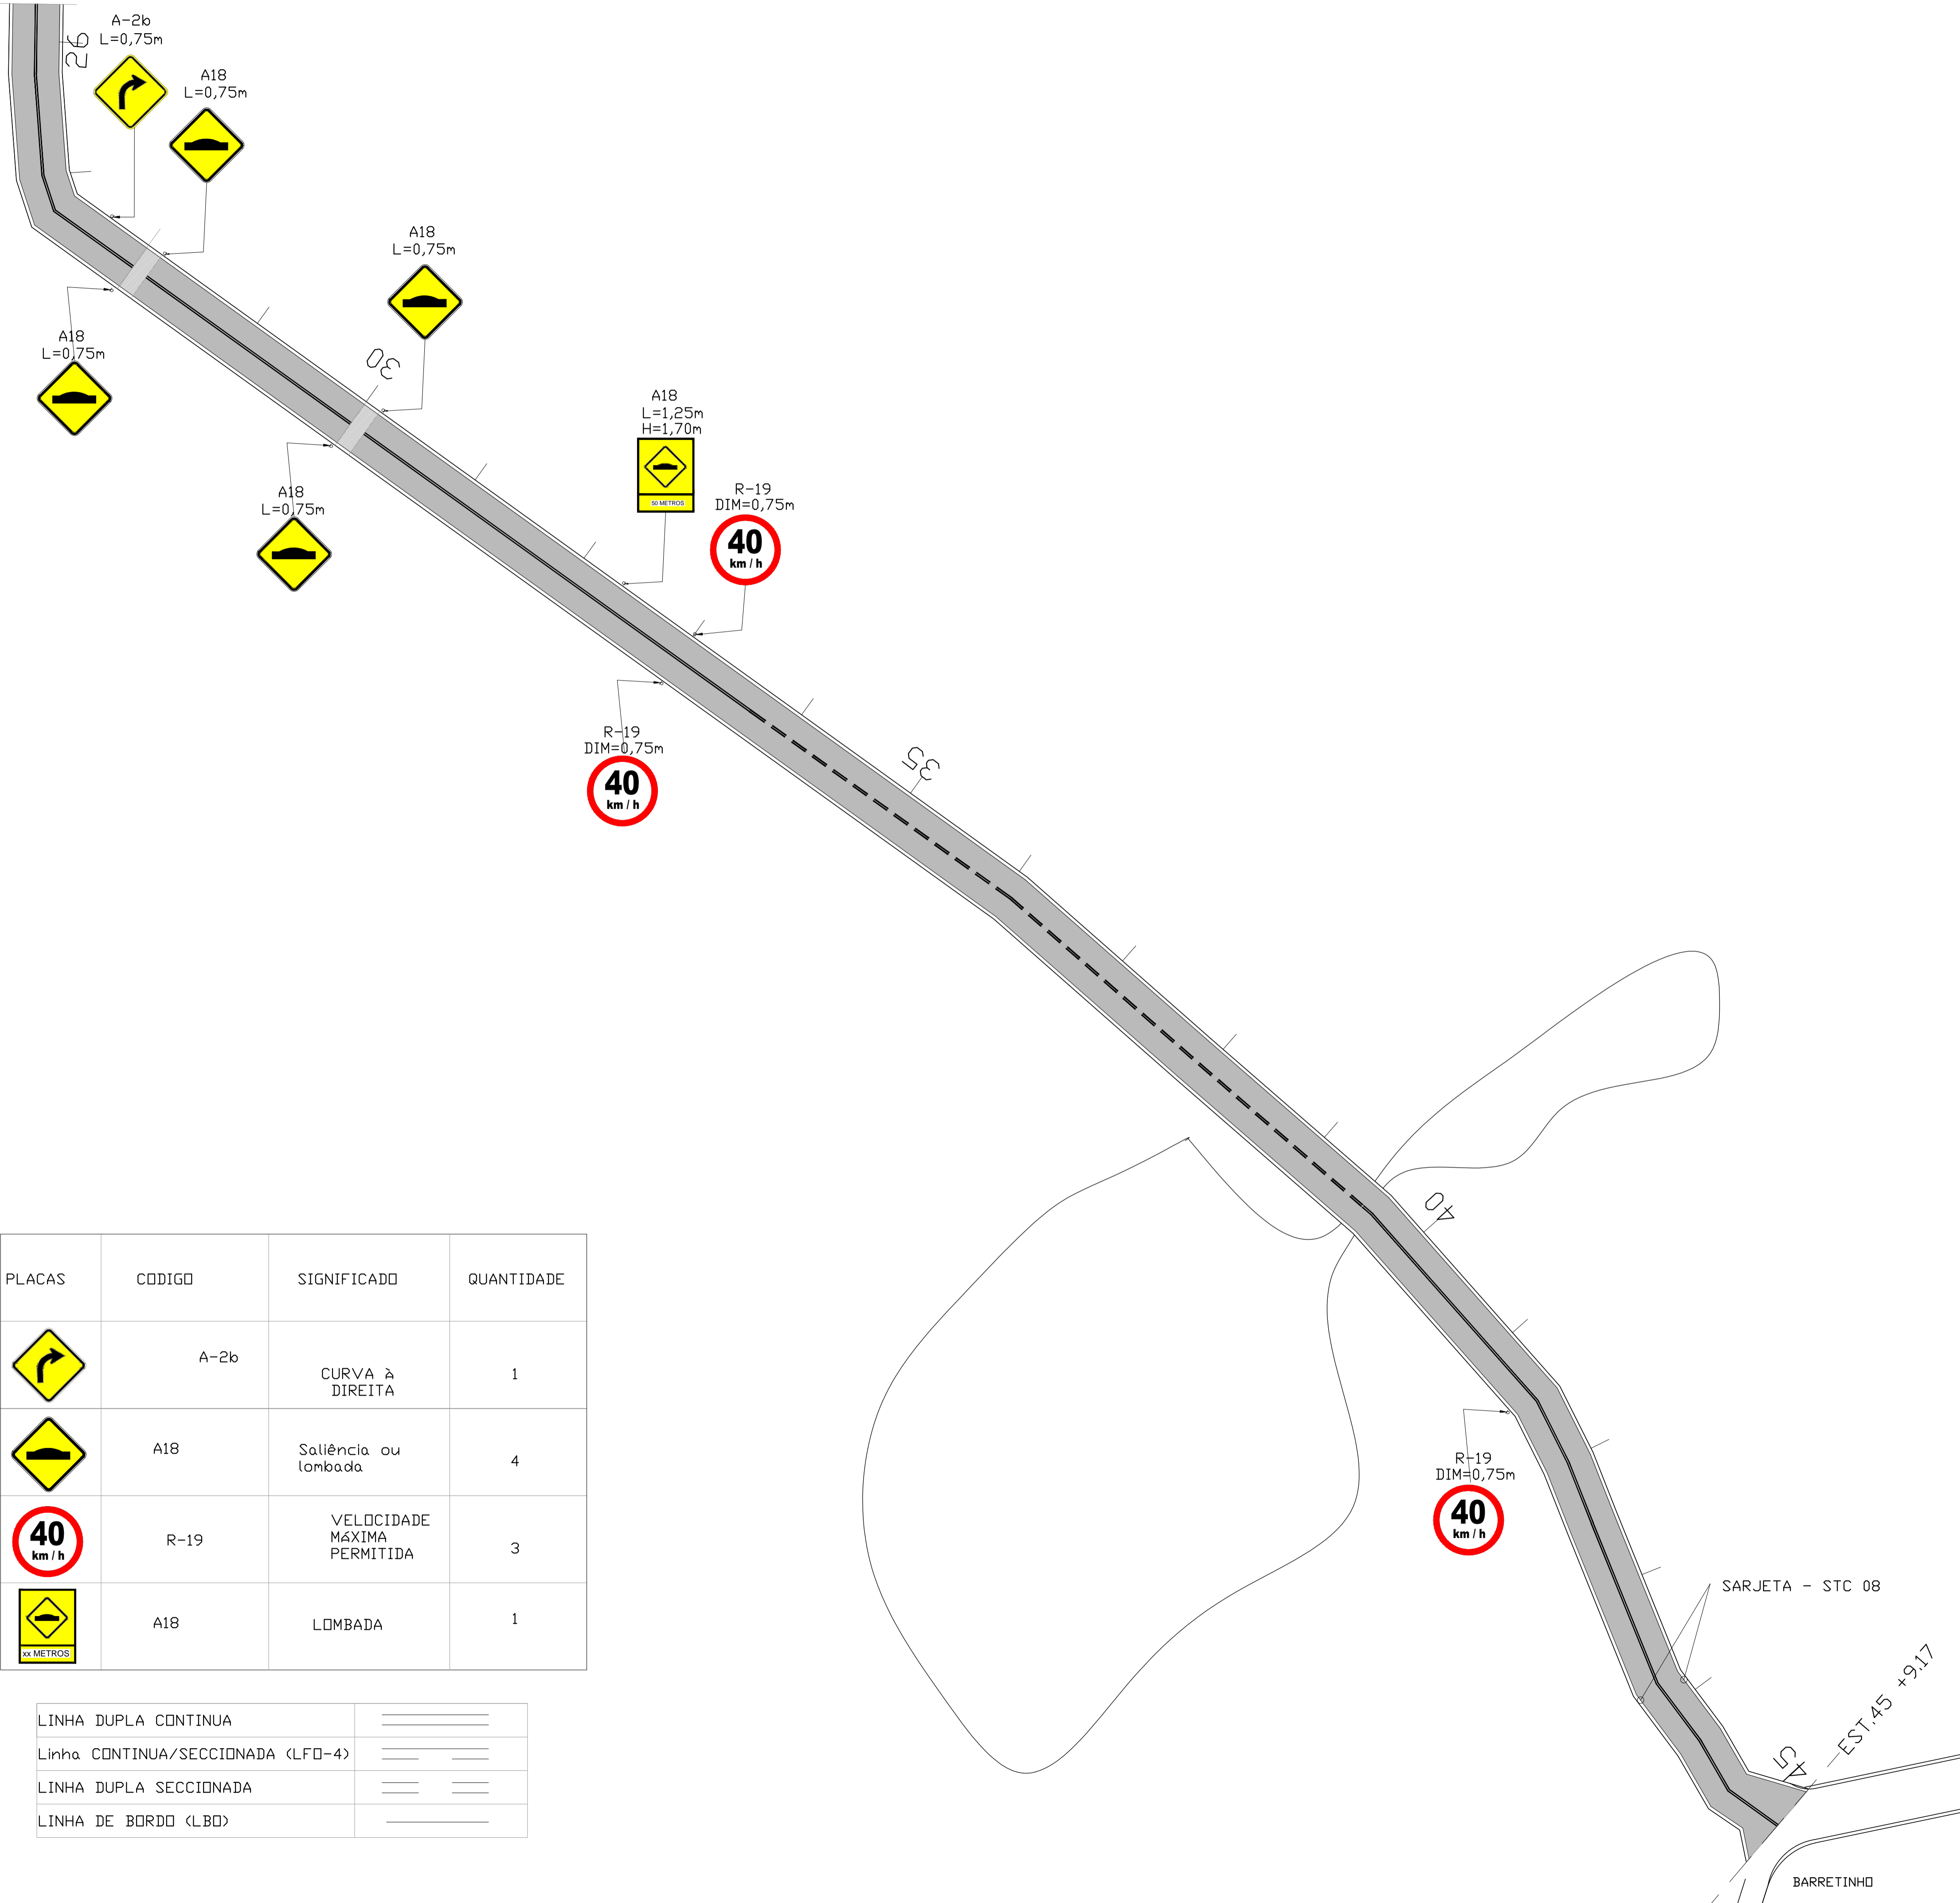 26
A-2b
L=0,75m
A18
L=0,75m
A18
L=0,75m
A18
L=0,75m
30
A18
L=0,75m
A18
L=1,25m
H=1,70m
50 METROS
R-19
DIM=0,75m
40
km / h
R-19
DIM=0,75m
40
km / h
35
40
R-19
DIM=0,75m
40
km / h
SARJETA - STC 08
EST.45 +9.17
45
BARRETINHO
PLACAS CODIGO SIGNIFICADO QUANTIDADE
A-2b
CURVA À
DIREITA
1
A18
Saliência ou
lombada
4
40
km / h
R-19
VELOCIDADE
MÁXIMA
PERMITIDA
3
xx METROS
A18
LOMBADA
1
LINHA DUPLA CONTINUA
Linha CONTINUA/SECCIONADA (LFO-4)
LINHA DUPLA SECCIONADA
LINHA DE BORDO (LBO)